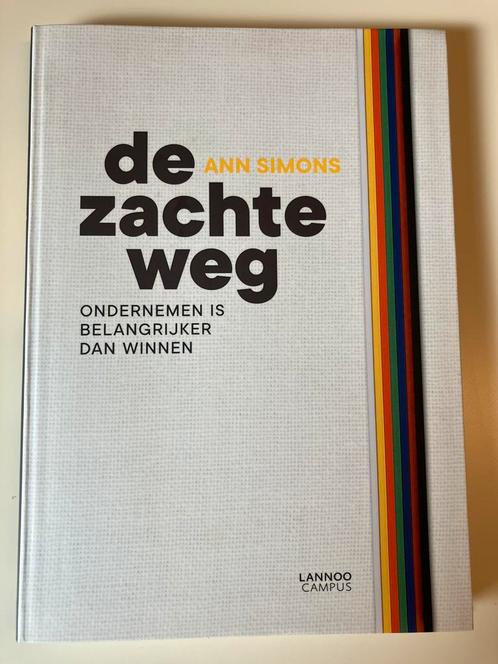 de
ANN SIMONS
zachte
weg
ONDERNEMEN IS
BELANGRIJKER
DAN WINNEN
LANNOO
CAMPUS